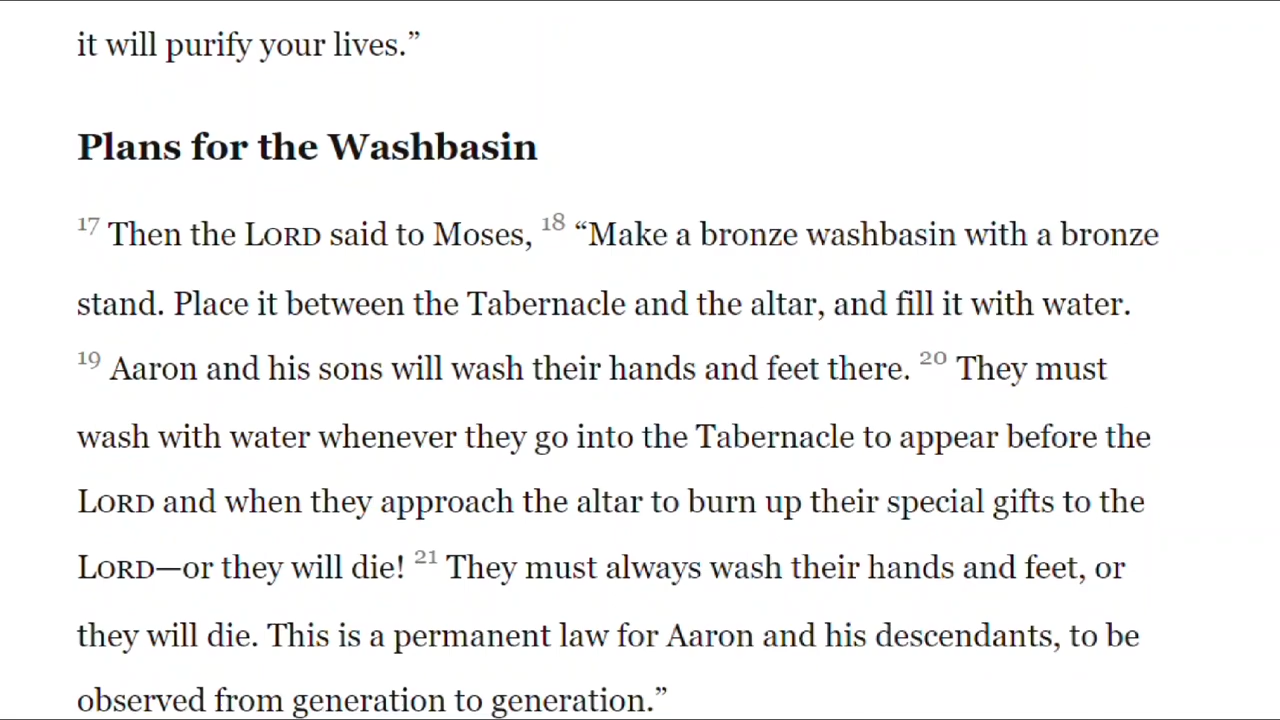 it will purify your lives.”
Plans for the Washbasin
17 Then the LORD said to Moses, 18 “Make a bronze washbasin with a bronze
stand. Place it between the Tabernacle and the altar, and fill it with water.
19 Aaron and his sons will wash their hands and feet there. 20 They must
wash with water whenever they go into the Tabernacle to appear before the
LORD and when they approach the altar to burn up their special gifts to the
LORD—or they will die! 21 They must always wash their hands and feet, or
they will die. This is a permanent law for Aaron and his descendants, to be
observed from generation to generation.”